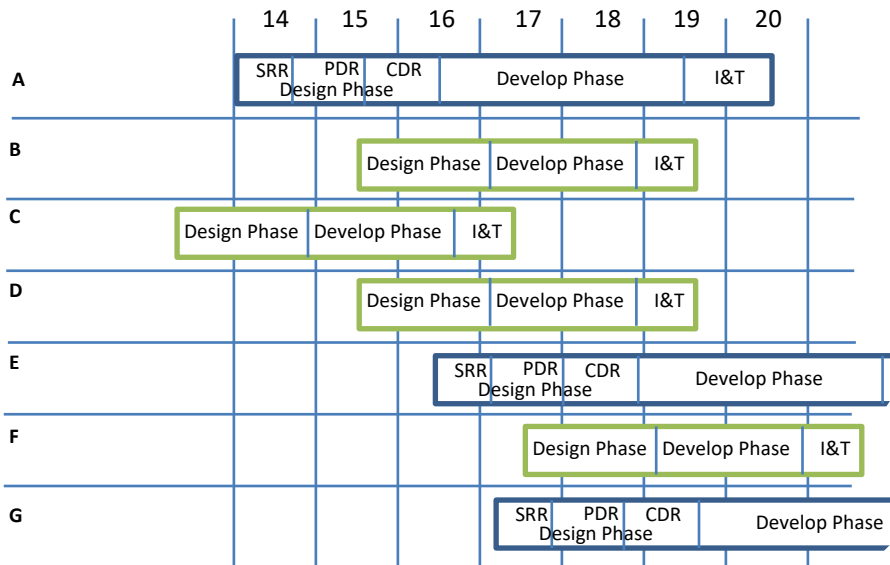 14 15 16 17 18 19 20
A
SRR PDR CDR Develop Phase I&T
Design Phase
B
Design Phase Develop Phase I&T
C
Design Phase Develop Phase I&T
D
Design Phase Develop Phase I&T
E
SRR PDR CDR Develop Phase
Design Phase
F
Design Phase Develop Phase I&T
G
SRR PDR CDR Develop Phase
Design Phase